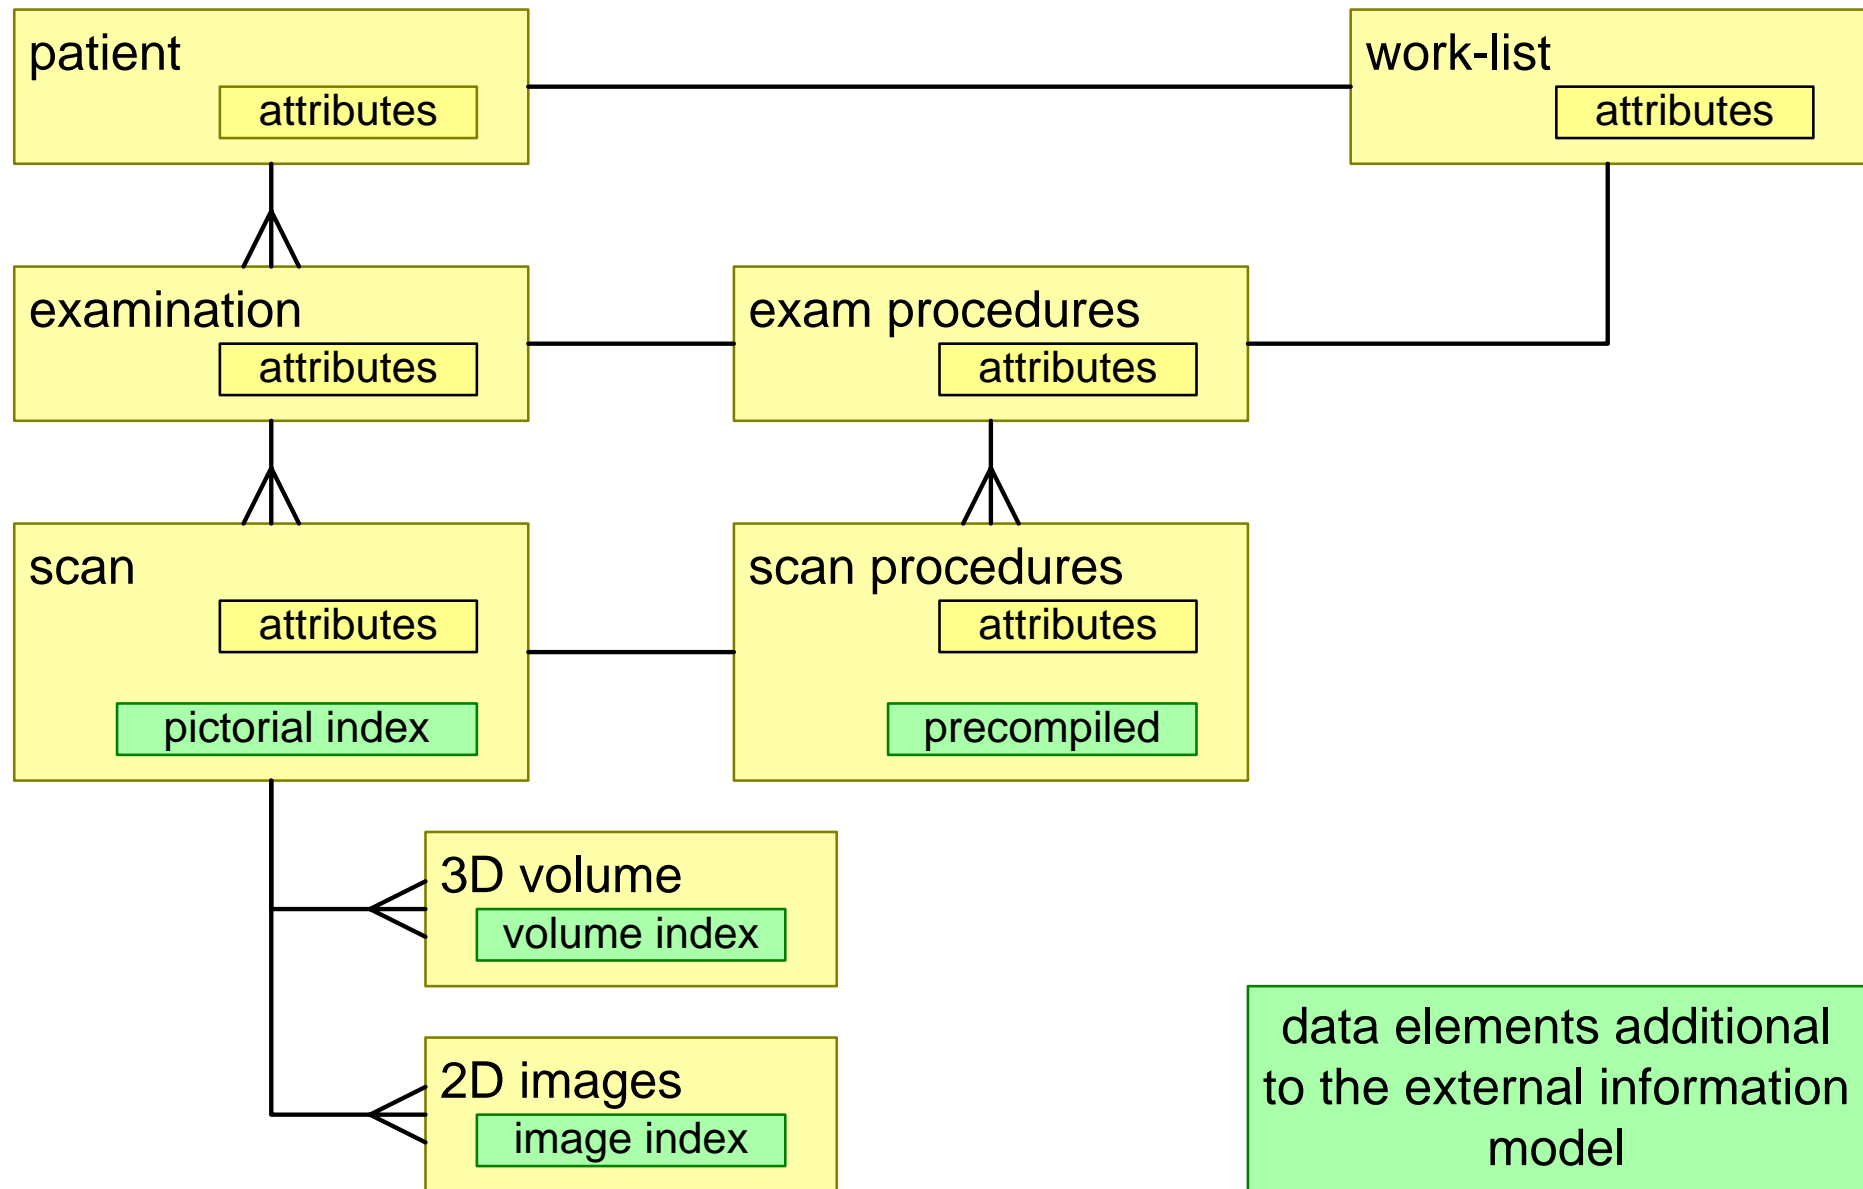 patient
attributes
work-list
attributes
examination
attributes
exam procedures
attributes
scan
attributes
pictorial index
scan procedures
attributes
precompiled
3D volume
volume index
2D images
image index
data elements additional
to the external information
model